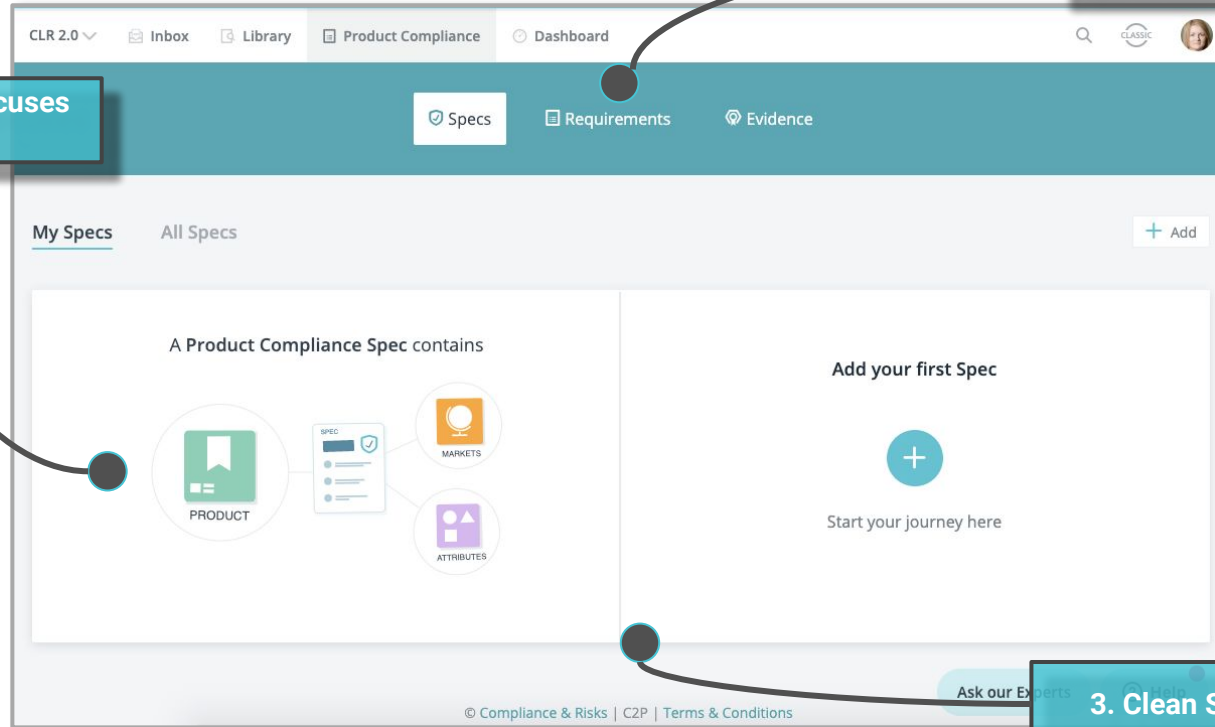 CLR 2.0
Inbox
Library
Product Compliance
Dashboard
CLASSIC
cuses
Specs
Requirements
Evidence
My Specs
All Specs
+ Add
A Product Compliance Spec contains
PRODUCT
SPEC
MARKETS
ATTRIBUTES
Add your first Spec
Start your journey here
Ask our Experts
Help
3. Clean S
© Compliance & Risks | C2P | Terms & Conditions